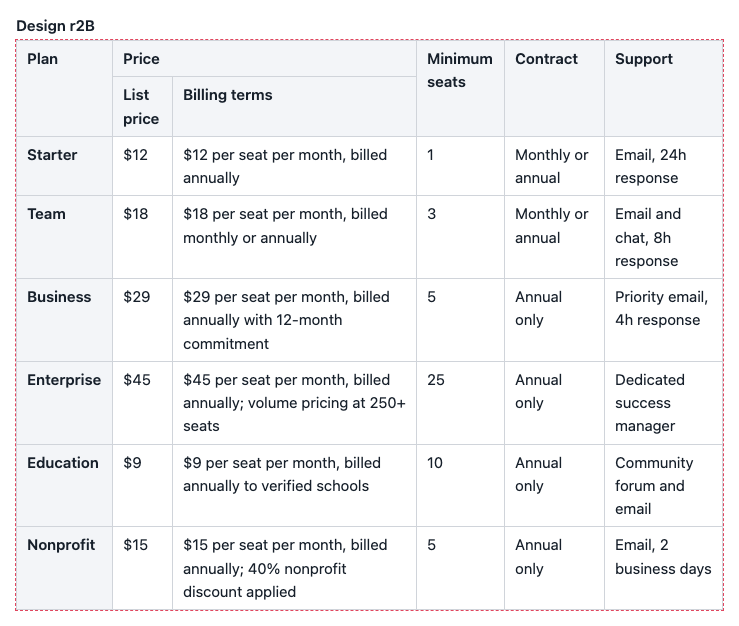 Design r2B
Plan
Price
Minimum
seats
Contract
Support
List
price
Billing terms
Starter
$12
$12 per seat per month, billed
annually
1
Monthly or
annual
Email, 24h
response
Team
$18
$18 per seat per month, billed
monthly or annually
3
Monthly or
annual
Email and
chat, 8h
response
Business
$29
$29 per seat per month, billed
annually with 12-month
commitment
5
Annual
only
Priority email,
4h response
Enterprise
$45
$45 per seat per month, billed
annually; volume pricing at 250+
seats
25
Annual
only
Dedicated
success
manager
Education
$9
$9 per seat per month, billed
annually to verified schools
10
Annual
only
Community
forum and
email
Nonprofit
$15
$15 per seat per month, billed
annually; 40% nonprofit
discount applied
5
Annual
only
Email, 2
business days